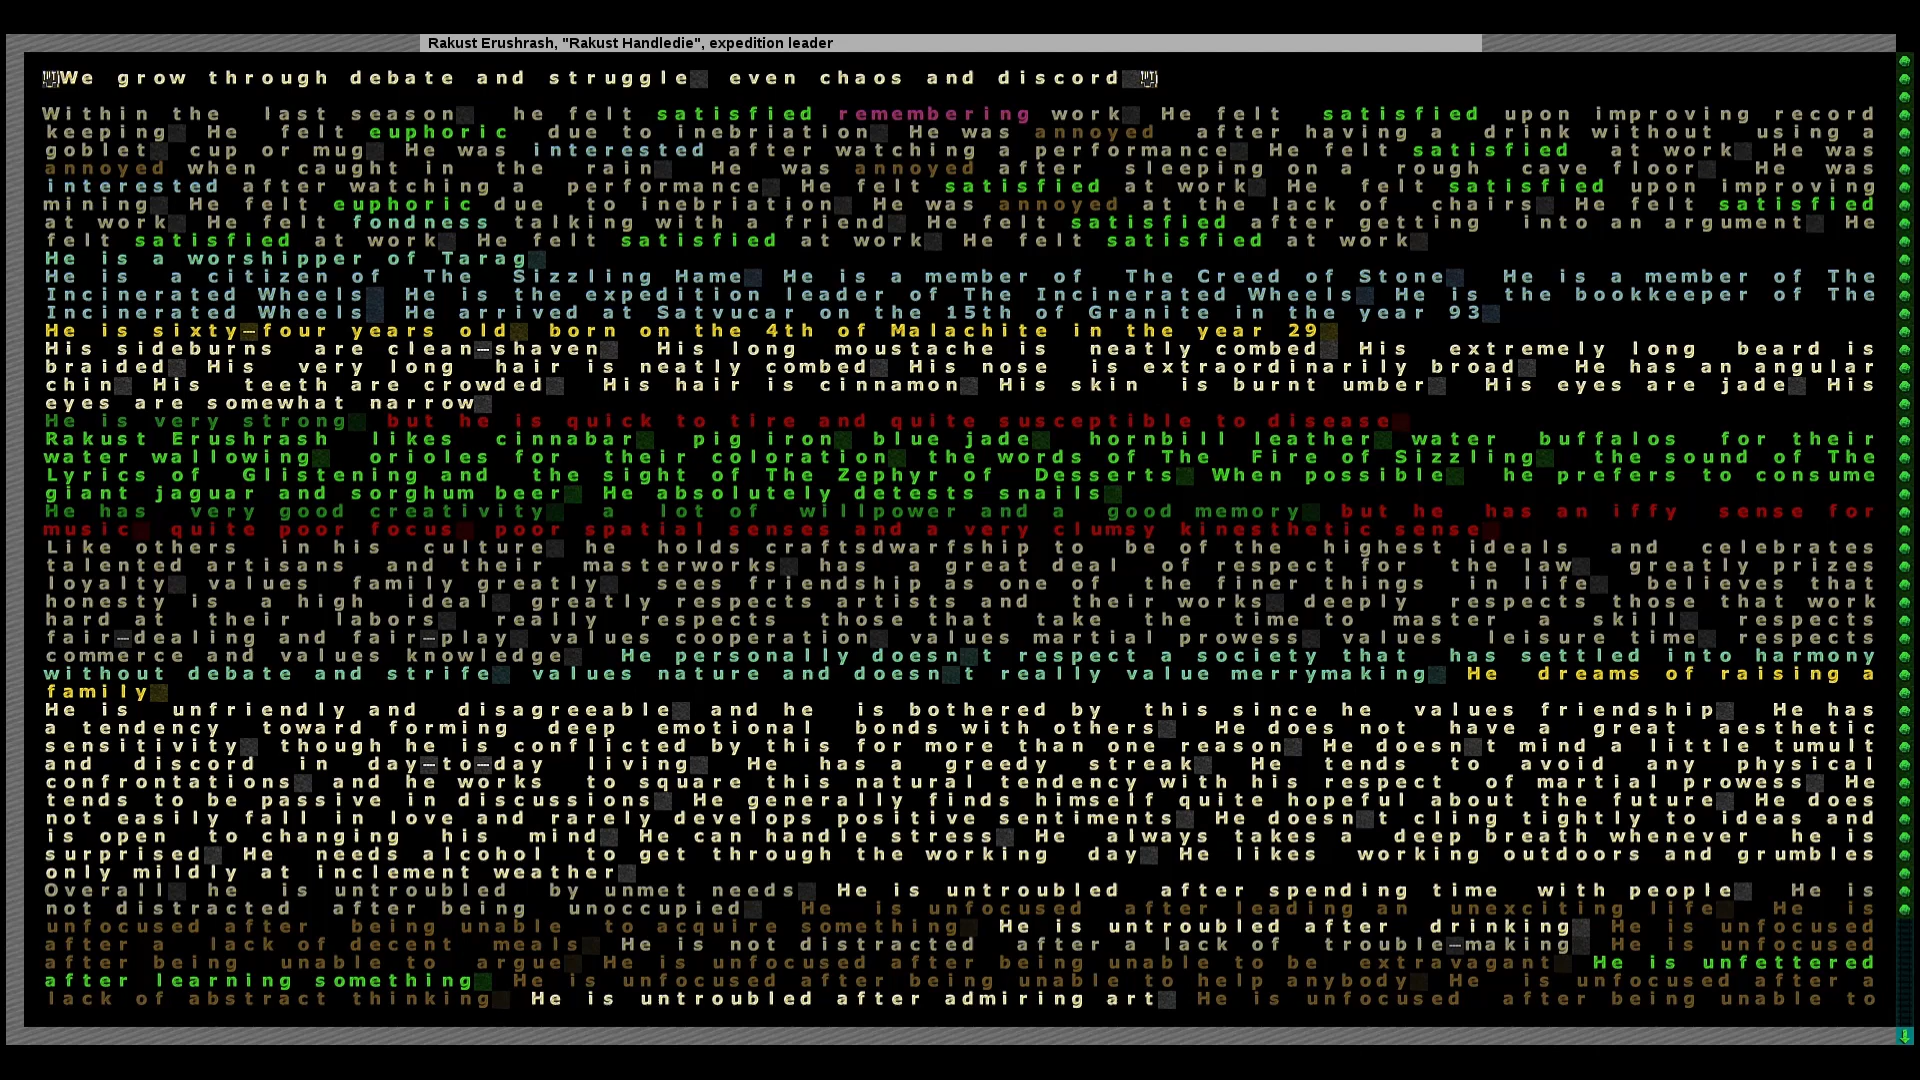 Rakust Erushrash, "Rakust Handledie", expedition leader
We grow through debate and struggle even chaos and discord
Within the last season he felt satisfied remembering work He felt satisfied upon improving record
keeping He felt euphoric due to inebriation He was annoyed after having a drink without using a
goblet cup or mug He was interested after watching a performance He felt satisfied at work He was
annoyed when caught in the rain He was annoyed after sleeping on a rough cave floor He was
interested after watching a performance He felt satisfied at work He felt satisfied upon improving
mining He felt euphoric due to inebriation He was annoyed at the lack of chairs He felt satisfied
at work He felt fondness talking with a friend He felt satisfied after getting into an argument He
felt satisfied at work He felt satisfied at work He felt satisfied at work
He is a worshipper of Tarag
He is a citizen of The Sizzling Hame He is a member of The Creed of Stone He is a member of The
Incinerated Wheels He is the expedition leader of The Incinerated Wheels He is the bookkeeper of The
Incinerated Wheels He arrived at Satvucar on the 15th of Granite in the year 93
He is sixty-four years old born on the 4th of Malachite in the year 29
His sideburns are clean-shaven His long moustache is neatly combed His extremely long beard is
braided His very long hair is neatly combed His nose is extraordinarily broad He has an angular
chin His teeth are crowded His hair is cinnamon His skin is burnt umber His eyes are jade His
eyes are somewhat narrow
He is very strong but he is quick to tire and quite susceptible to disease
Rakust Erushrash likes cinnabar pig iron blue jade hornbill leather water buffalos for their
water wallowing orioles for their coloration the words of The Fire of Sizzling the sound of The
Lyrics of Glistening and the sight of The Zephyr of Desserts When possible he prefers to consume
giant jaguar and sorghum beer He absolutely detests snails
He has very good creativity a lot of willpower and a good memory but he has an iffy sense for
music quite poor focus poor spatial senses and a very clumsy kinesthetic sense
Like others in his culture he holds craftsdwarfship to be of the highest ideals and celebrates
talented artisans and their masterworks has a great deal of respect for the law greatly prizes
loyalty values family greatly sees friendship as one of the finer things in life believes that
honesty is a high ideal greatly respects artists and their works deeply respects those that work
hard at their labors really respects those that take the time to master a skill respects
fair-dealing and fair-play values cooperation values martial prowess values leisure time respects
commerce and values knowledge He personally doesn t respect a society that has settled into harmony
without debate and strife values nature and doesn t really value merrymaking He dreams of raising a
family
He is unfriendly and disagreeable and he is bothered by this since he values friendship He has
a tendency toward forming deep emotional bonds with others He does not have a great aesthetic
sensitivity though he is conflicted by this for more than one reason He doesn t mind a little tumult
and discord in day-to-day living He has a greedy streak He tends to avoid any physical
confrontations and he works to square this natural tendency with his respect of martial prowess He
tends to be passive in discussions He generally finds himself quite hopeful about the future He does
not easily fall in love and rarely develops positive sentiments He doesn t cling tightly to ideas and
is open to changing his mind He can handle stress He always takes a deep breath whenever he is
surprised He needs alcohol to get through the working day He likes working outdoors and grumbles
only mildly at inclement weather
Overall he is untroubled by unmet needs He is untroubled after spending time with people He is
not distracted after being unoccupied He is unfocused after leading an unexciting life He is
unfocused after being unable to acquire something He is untroubled after drinking He is unfocused
after a lack of decent meals He is not distracted after a lack of trouble-making He is unfocused
after being unable to argue He is unfocused after being unable to be extravagant He is unfettered
after learning something He is unfocused after being unable to help anybody He is unfocused after a
lack of abstract thinking He is untroubled after admiring art He is unfocused after being unable to